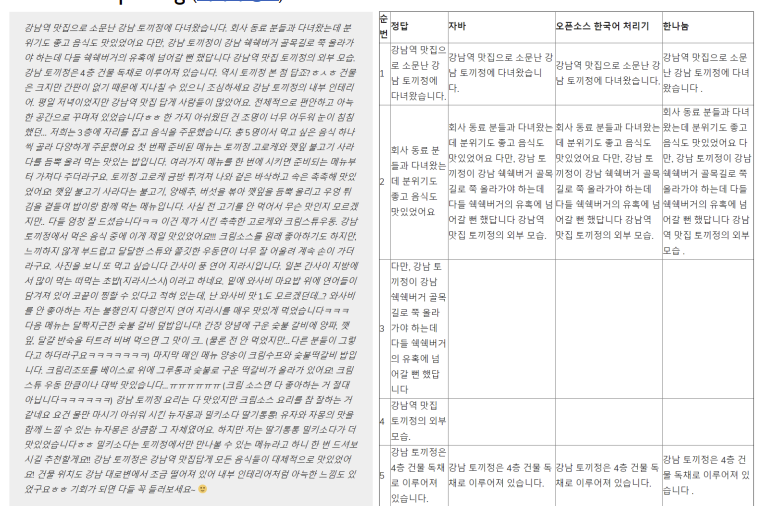 강남역 맛집으로 소문난 강남 토끼정에 다녀왔습니다. 회사 동료 분들과 다녀왔는데 분
위기도 좋고 음식도 맛있었어요 다만, 강남 토끼정이 강남 쉑쉑버거 골목길로 쭉 올라가
야 하는데 다들 쉑쉑버거의 유혹에 넘어갈 뻔 했답니다 강남역 맛집 토끼정의 외부 모습.
강남 토끼정은 4층 건물 독채로 이루어져 있습니다. 역시 토끼정 본 점 답죠!ㅎㅅㅎ 건물
은 크지만 간판이 없기 때문에 지나칠 수 있으니 조심하세요 강남 토끼정의 내부 인테리
어. 평일 저녁이었지만 강남역 맛집 답게 사람들이 많았어요. 전체적으로 편안하고 아늑
한 공간으로 꾸며져 있었습니다ㅎㅎ 한 가지 아쉬웠던 건 조명이 너무 어두워 눈이 침침
했던... 저희는 3층에 자리를 잡고 음식을 주문했습니다. 총 5명이서 먹고 싶은 음식 하나
씩 골라 다양하게 주문했어요 첫 번째 준비된 메뉴는 토끼정 고로케와 깻잎 불고기 사라
다를 듬뿍 올려 먹는 맛있는 밥입니다. 여러가지 메뉴를 한 번에 시키면 준비되는 메뉴부
터 가져다 주더라구요. 토끼정 고로케 금방 튀겨져 나와 겉은 바삭하고 속은 촉촉해 맛있
었어요! 깻잎 불고기 사라다는 불고기, 양배추, 버섯을 볶아 깻잎을 듬뿍 올리고 우엉 튀
김을 곁들여 밥이랑 함께 먹는 메뉴입니다. 사실 전 고기를 안 먹어서 무슨 맛인지 모르겠
지만.. 다들 엄청 잘 드셨습니다ㅋㅋ 이건 제가 시킨 촉촉한 고로케와 크림스튜우동. 강남
토끼정에서 먹은 음식 중에 이게 제일 맛있었어요!!! 크림소스를 원래 좋아하기도 하지만,
느끼하지 않게 부드럽고 달달한 스튜와 쫄깃한 우동면이 너무 잘 어울려 계속 손이 가더
라구요. 사진을 보니 또 먹고 싶습니다 간사이 풍 연어 지라시입니다. 일본 간사이 지방에
서 많이 먹는 떠먹는 초밥(지라시스시)이라고 하네요. 밑에 와사비 마요밥 위에 연어들이
담겨져 있어 코끝이 찡할 수 있다고 적혀 있는데, 난 와사비 맛 1도 모르겠던데..? 와사비
를 안 좋아하는 저는 불행인지 다행인지 연어 지라시를 매우 맛있게 먹었습니다ㅋㅋㅋ
다음 메뉴는 달짝지근한 숯불 갈비 덮밥입니다! 간장 양념에 구운 숯불 갈비에 양파, 깻
잎, 달걀 반숙을 터트려 비벼 먹으면 그 맛이 크.. (물론 전 안 먹었지만...다른 분들이 그렇
다고 하더라구요ㅋㅋㅋㅋㅋㅋㅋ) 마지막 메인 메뉴 양송이 크림수프와 숯불떡갈비 밥입
니다. 크림리조또를 베이스로 위에 그루통과 숯불로 구운 떡갈비가 올라가 있어요! 크림
스튜 우동 만큼이나 대박 맛있습니다...ㅠㅠㅠㅠㅠㅠ (크림 소스면 다 좋아하는 거 절대
아닙니다ㅋㅋㅋㅋㅋㅋ) 강남 토끼정 요리는 다 맛있지만 크림소스 요리를 참 잘하는 거
같네요 요건 물만 마시기 아쉬워 시킨 뉴자몽과 밀키소다 딸기통통! 유자와 자몽의 맛을
함께 느낄 수 있는 뉴자몽은 상큼함 그 자체였어요. 하지만 저는 딸기통통 밀키소다가 더
맛있었습니다ㅎㅎ 밀키소다는 토끼정에서만 만나볼 수 있는 메뉴라고 하니 한 번 드셔보
시길 추천할게요!! 강남 토끼정은 강남역 맛집답게 모든 음식들이 대체적으로 맛있었어
요! 건물 위치도 강남 대로변에서 조금 떨어져 있어 내부 인테리어처럼 아늑한 느낌도 있
었구요ㅎㅎ 기회가 되면 다들 꼭 들러보세요~
순번 정답 자바 오픈소스 한국어 처리기 한나눔
1 강남역 맛집으로 소문난 강남 토끼정에 다녀왔습니다. 강남역 맛집으로 소문난 강남 토끼정에 다녀왔습니다. 강남역 맛집으로 소문난 강남 토끼정에 다녀왔습니다. 강남역 맛집으로 소문난 강남 토끼정에 다녀왔습니다.
2 회사 동료 분들과 다녀왔는데 분위기도 좋고 음식도 맛있었어요 회사 동료 분들과 다녀왔는데 분위기도 좋고 음식도 맛있었어요 다만, 강남 토끼정이 강남 쉑쉑버거 골목길로 쭉 올라가야 하는데 다들 쉑쉑버거의 유혹에 넘어갈 뻔 했답니다 강남역 맛집 토끼정의 외부 모습. 회사 동료 분들과 다녀왔는데 분위기도 좋고 음식도 맛있었어요 다만, 강남 토끼정이 강남 쉑쉑버거 골목길로 쭉 올라가야 하는데 다들 쉑쉑버거의 유혹에 넘어갈 뻔 했답니다 강남역 맛집 토끼정의 외부 모습. 회사 동료 분들과 다녀왔는데 분위기도 좋고 음식도 맛있었어요 다만, 강남 토끼정이 강남 쉑쉑버거 골목길로 쭉 올라가야 하는데 다들 쉑쉑버거의 유혹에 넘어갈 뻔 했답니다 강남역 맛집 토끼정의 외부 모습 .
3 다만, 강남 토끼정이 강남 쉑쉑버거 골목길로 쭉 올라가야 하는데 다들 쉑쉑버거의 유혹에 넘어갈 뻔 했답니다
4 강남역 맛집 토끼정의 외부 모습.
5 강남 토끼정은 4층 건물 독채로 이루어져 있습니다. 강남 토끼정은 4층 건물 독채로 이루어져 있습니다. 강남 토끼정은 4층 건물 독채로 이루어져 있습니다. 강남 토끼정은 4층 건물 독채로 이루어져 있습니다 .